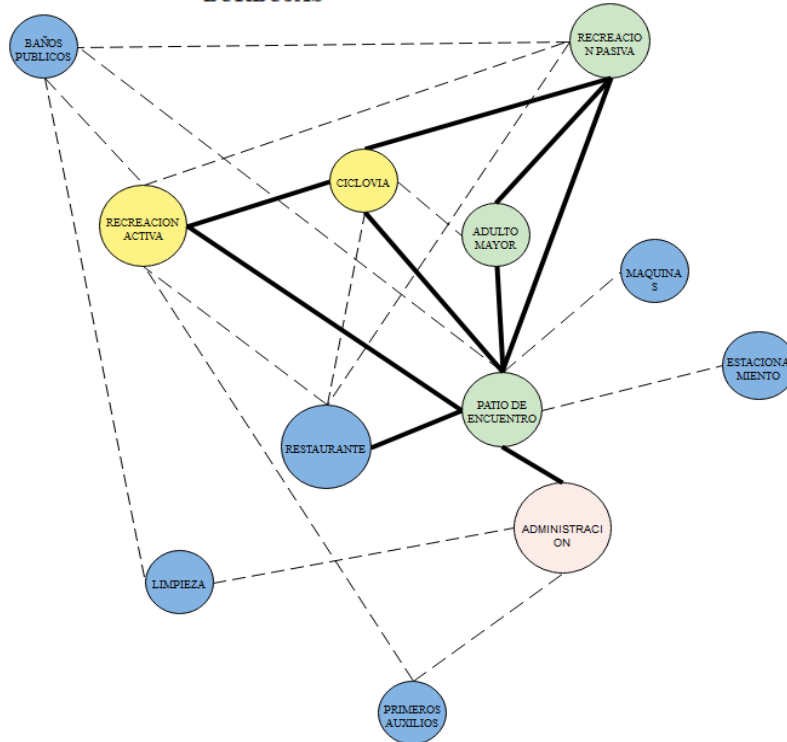 BAÑOS
PUBLICOS
RECREACIO
N PASIVA
CICLOVIA
RECREACION
ACTIVA
ADULTO
MAYOR
MAQUINA
S
ESTACIONA
MIENTO
PATIO DE
ENCUENTRO
RESTAURANTE
ADMINISTRACI
ON
LIMPIEZA
PRIMEROS
AUXILIOS